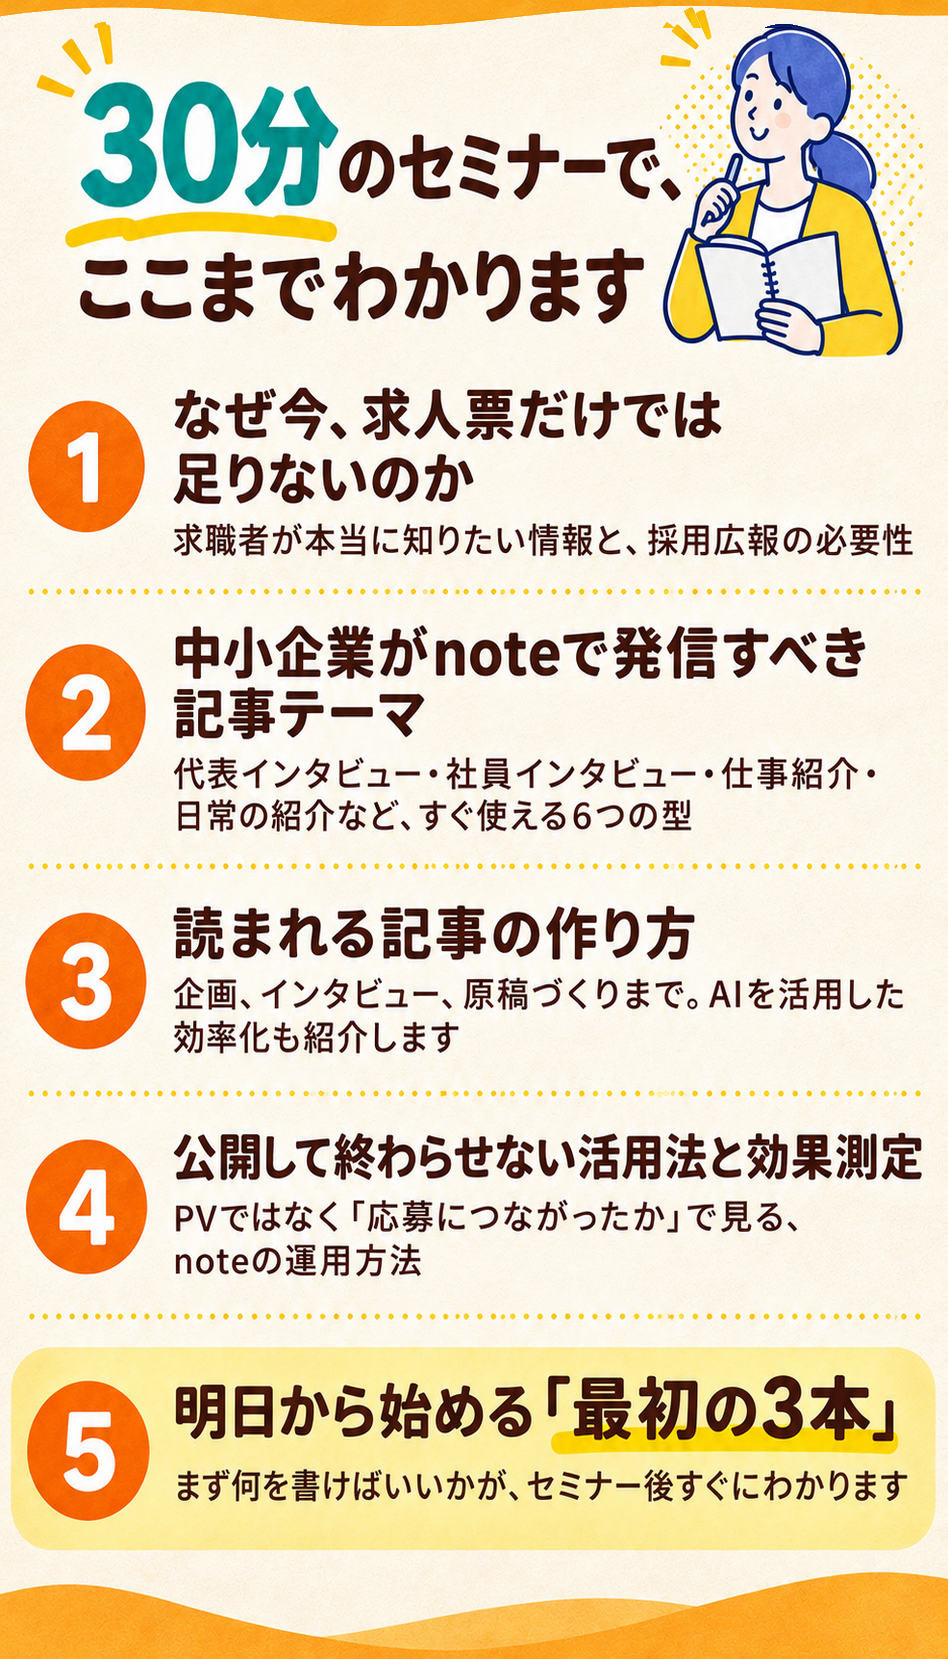 30分のセミナーで、
ここまでわかります
1
なぜ今、求人票だけでは
足りないのか
求職者が本当に知りたい情報と、採用広報の必要性
2
中小企業がnoteで発信すべき
記事テーマ
代表インタビュー・社員インタビュー・仕事紹介・
日常の紹介など、すぐ使える6つの型
3
読まれる記事の作り方
企画、インタビュー、原稿づくりまで。AIを活用した
効率化も紹介します
4
公開して終わらせない活用法と効果測定
PVではなく「応募につながったか」で見る、
noteの運用方法
5
明日から始める「最初の3本」
まず何を書けばいいかが、セミナー後すぐにわかります